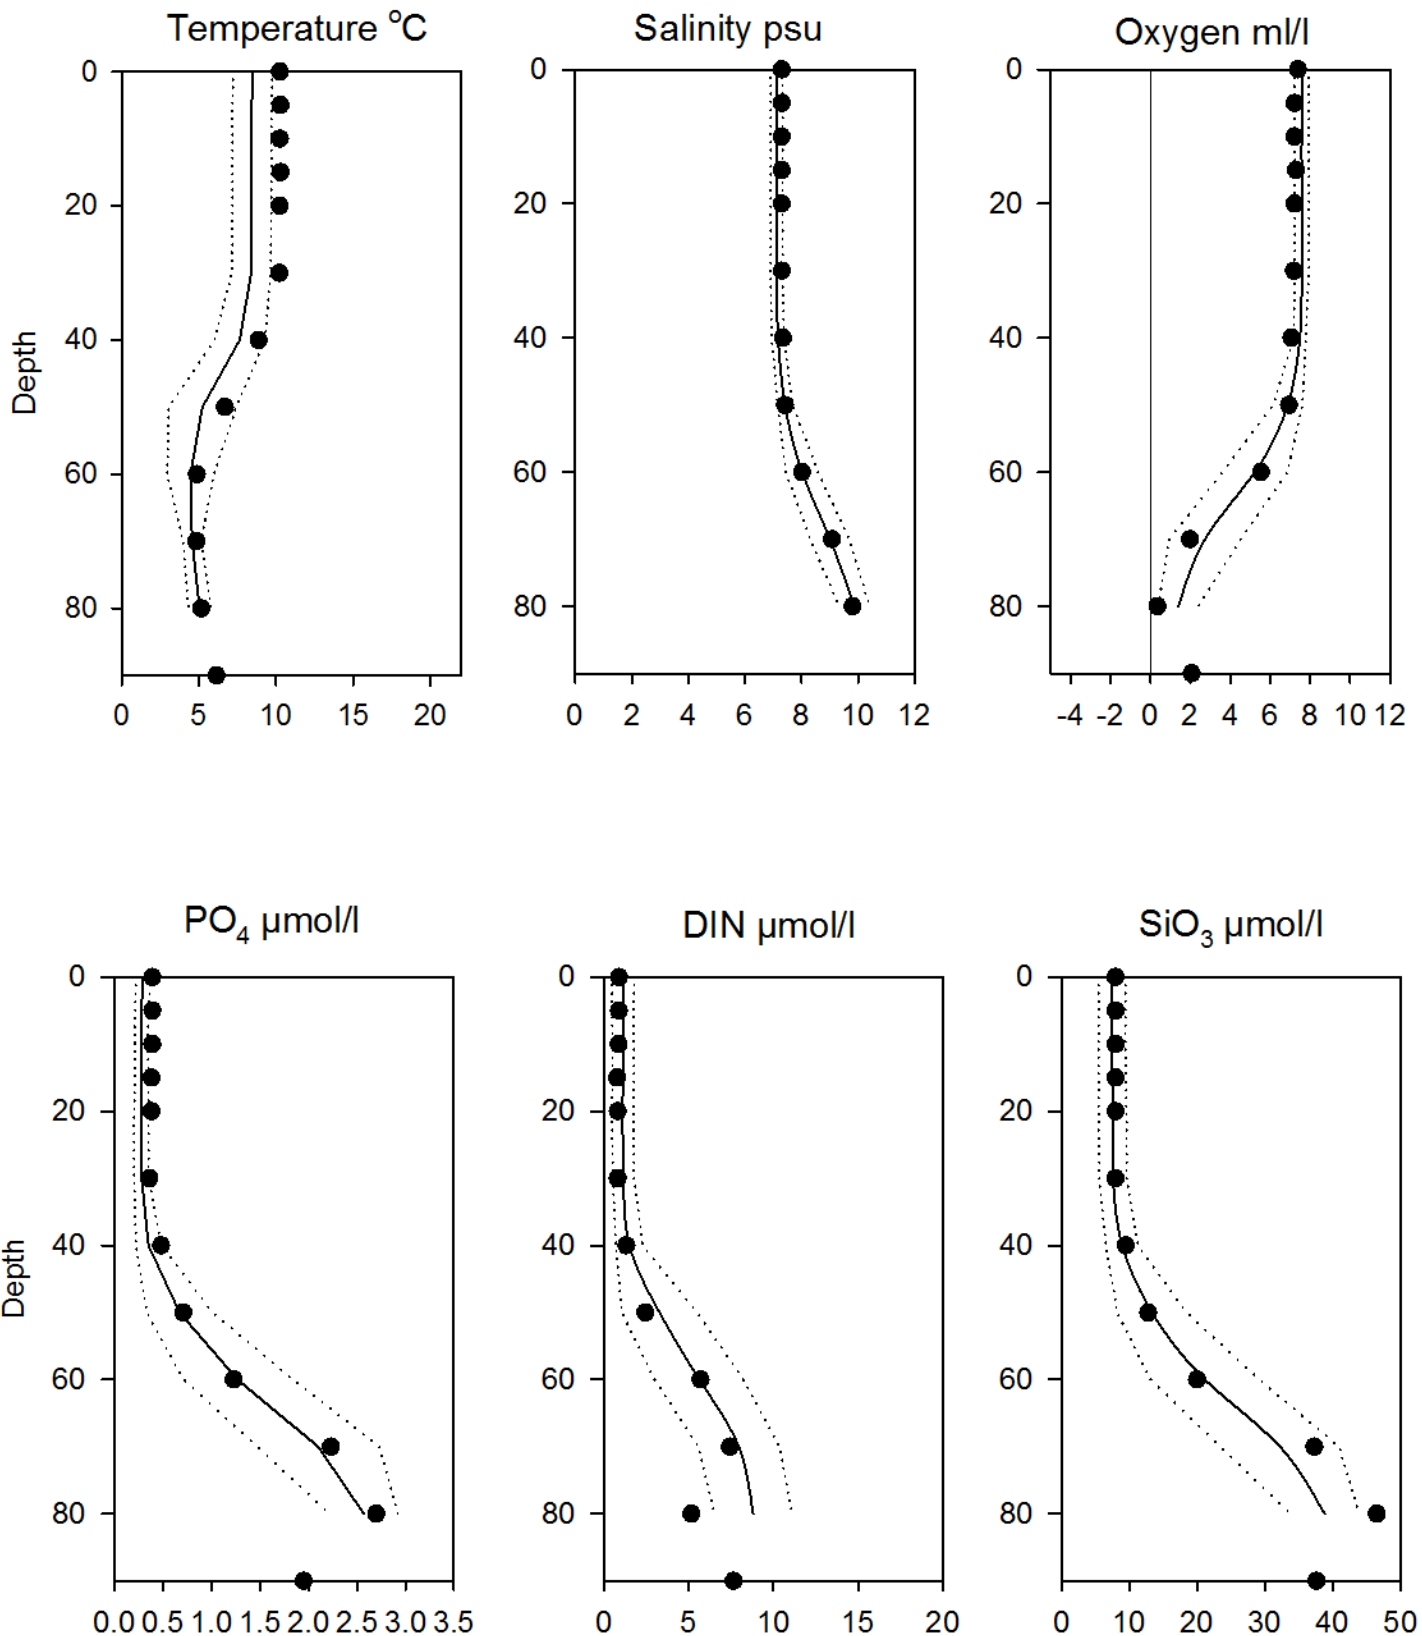 Temperature °C
Salinity psu
Oxygen ml/l
0
20
40
60
80
Depth
0 5 10 15 20
0
20
40
60
80
0 2 4 6 8 10 12
0
20
40
60
80
-4 -2 0 2 4 6 8 10 12
PO₄ µmol/l
DIN µmol/l
SiO₃ µmol/l
0
20
40
60
80
Depth
0.0 0.5 1.0 1.5 2.0 2.5 3.0 3.5
0
20
40
60
80
0 5 10 15 20
0
20
40
60
80
0 10 20 30 40 50